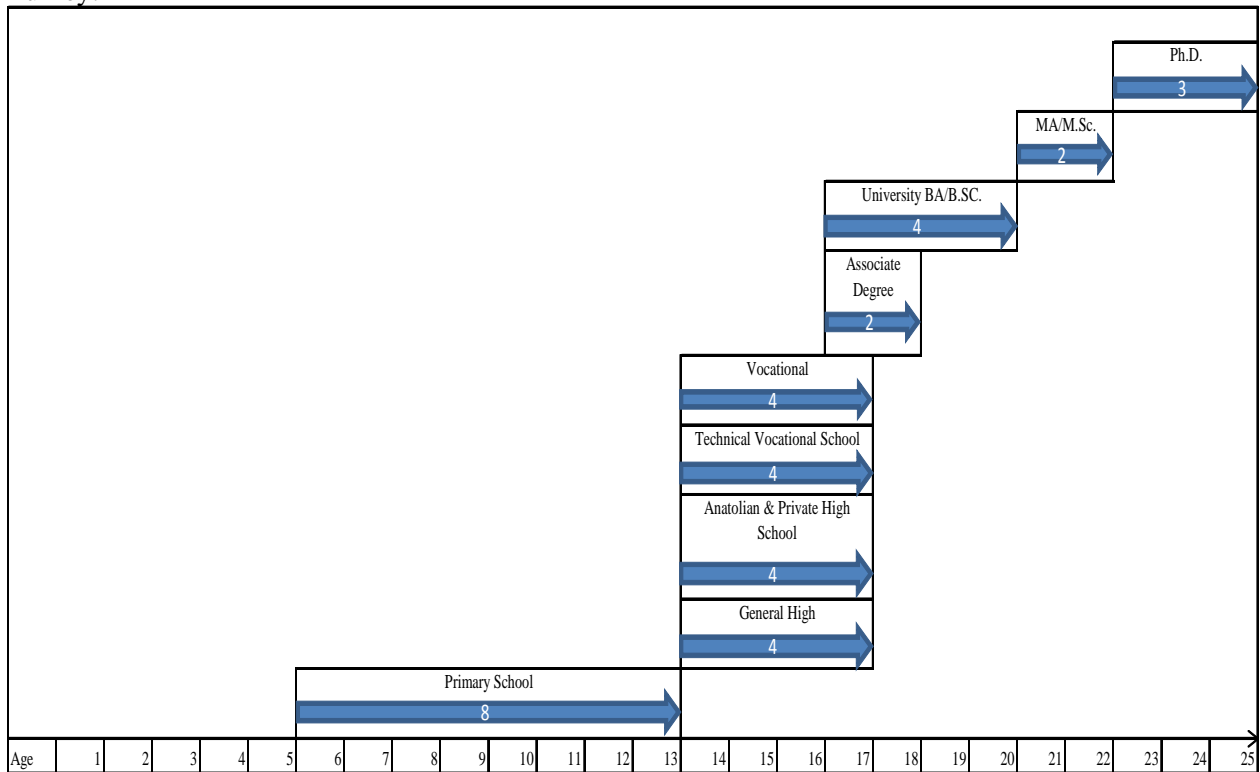 Ph.D.
3
MA/M.Sc.
2
University BA/B.SC.
4
Associate
Degree
2
Vocational
4
Technical Vocational School
4
Anatolian & Private High
School
4
General High
4
Primary School
8
Age 1 2 3 4 5 6 7 8 9 10 11 12 13 14 15 16 17 18 19 20 21 22 23 24 25